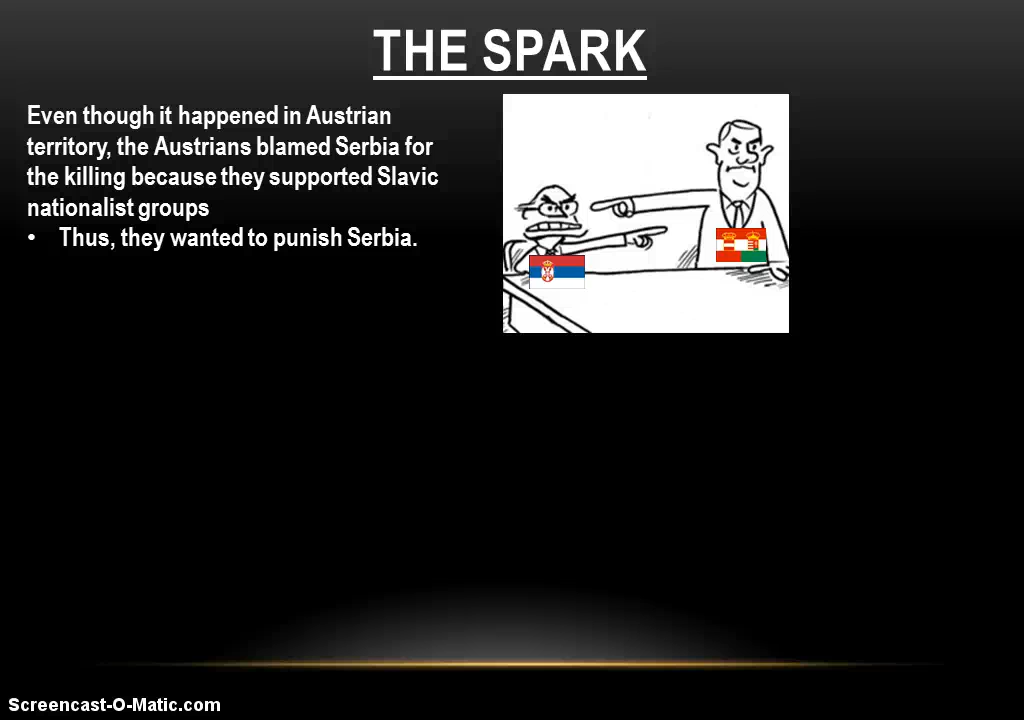 THE SPARK
Even though it happened in Austrian
territory, the Austrians blamed Serbia for
the killing because they supported Slavic
nationalist groups
• Thus, they wanted to punish Serbia.
Screencast-O-Matic.com